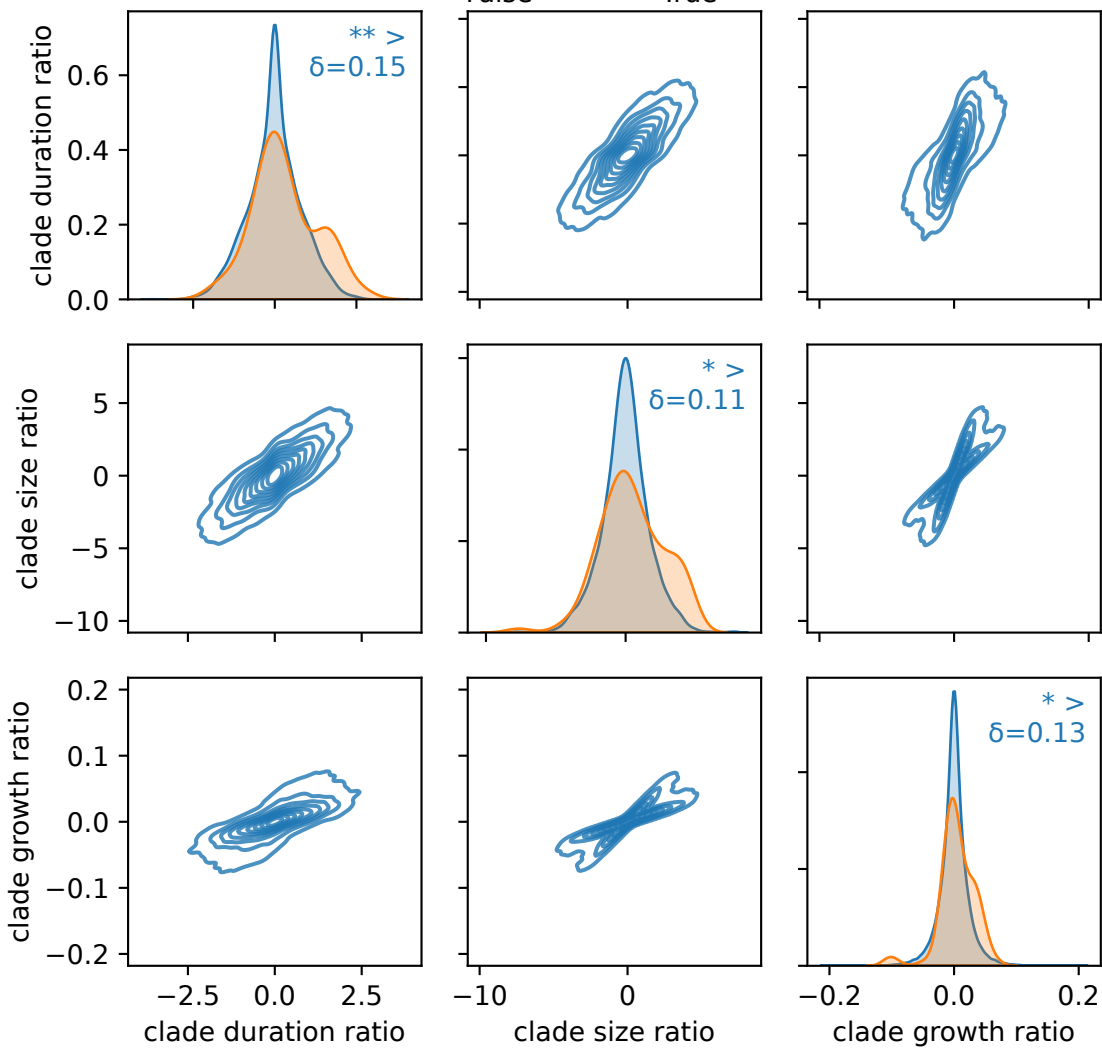 True
clade duration ratio
0.6
0.4
0.2
0.0
** >
δ=0.15
clade size ratio
5
0
−5
−10
* >
δ=0.11
clade growth ratio
0.2
0.1
0.0
−0.1
−0.2
* >
δ=0.13
−2.5 0.0 2.5
−10 0
−0.2 0.0 0.2
clade duration ratio
clade size ratio
clade growth ratio